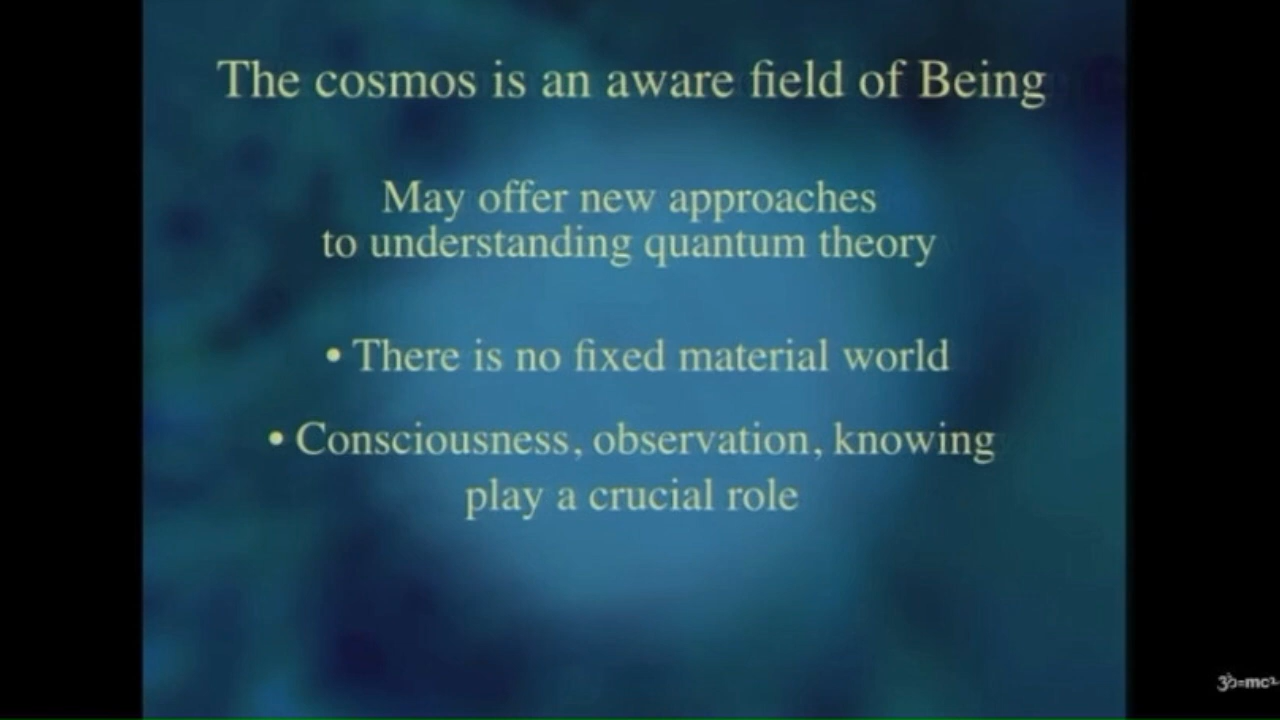 The cosmos is an aware field of Being
May offer new approaches
to understanding quantum theory
• There is no fixed material world
• Consciousness, observation, knowing
play a crucial role
ॐ=mc²